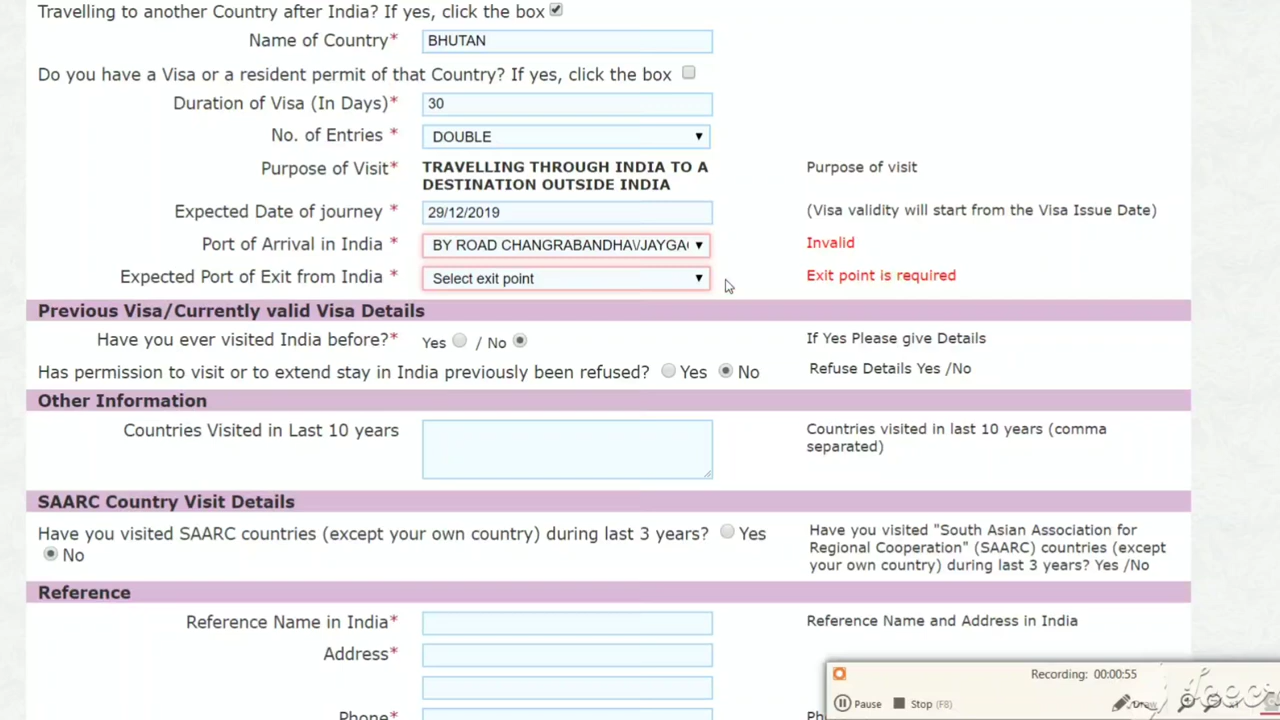 Travelling to another Country after India? If yes, click the box
Name of Country* BHUTAN
Do you have a Visa or a resident permit of that Country? If yes, click the box
Duration of Visa (In Days)* 30
No. of Entries * DOUBLE
Purpose of Visit* TRAVELLING THROUGH INDIA TO A Purpose of visit
DESTINATION OUTSIDE INDIA
Expected Date of journey * 29/12/2019 (Visa validity will start from the Visa Issue Date)
Port of Arrival in India * BY ROAD CHANGRABANDHA\/JAYGA Invalid
Expected Port of Exit from India * Select exit point Exit point is required
Previous Visa/Currently valid Visa Details
Have you ever visited India before?* Yes / No If Yes Please give Details
Has permission to visit or to extend stay in India previously been refused? Yes No Refuse Details Yes /No
Other Information
Countries Visited in Last 10 years Countries visited in last 10 years (comma
separated)
SAARC Country Visit Details
Have you visited SAARC countries (except your own country) during last 3 years? Yes
No
Have you visited "South Asian Association for
Regional Cooperation" (SAARC) countries (except
your own country) during last 3 years? Yes /No
Reference
Reference Name in India* Reference Name and Address in India
Address*
Phone*
Ph
Recording: 00:00:55
Pause Stop (F8) Draw